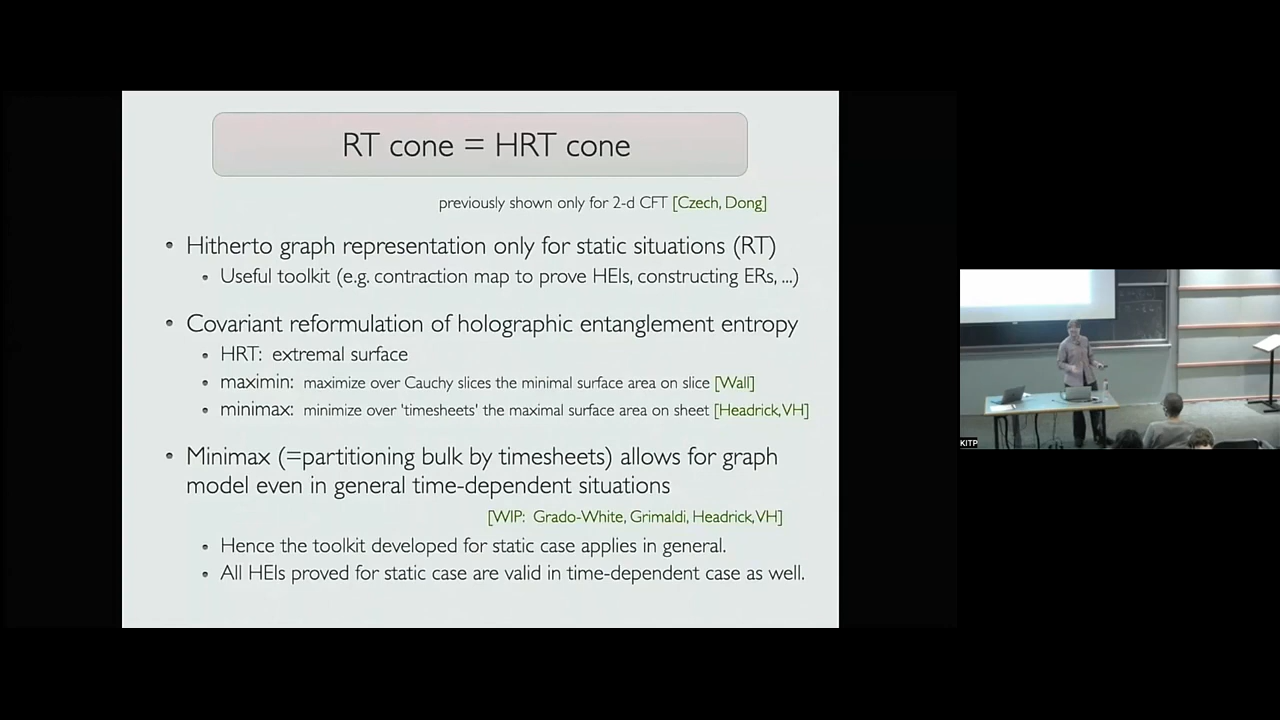 RT cone = HRT cone
previously shown only for 2-d CFT [Czech, Dong]
• Hitherto graph representation only for static situations (RT)
• Useful toolkit (e.g. contraction map to prove HEIs, constructing ERs, ...)
• Covariant reformulation of holographic entanglement entropy
• HRT: extremal surface
• maximin: maximize over Cauchy slices the minimal surface area on slice [Wall]
• minimax: minimize over 'timesheets' the maximal surface area on sheet [Headrick, VH]
• Minimax (=partitioning bulk by timesheets) allows for graph
model even in general time-dependent situations
[WIP: Grado-White, Grimaldi, Headrick, VH]
• Hence the toolkit developed for static case applies in general.
• All HEIs proved for static case are valid in time-dependent case as well.
KITP